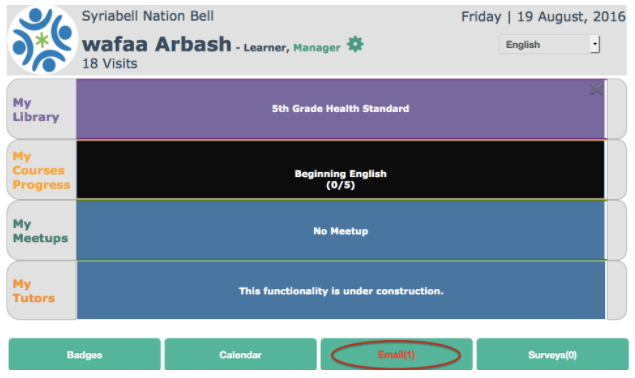 Syriabell Nation Bell
Friday | 19 August, 2016
wafaa Arbash - Learner, Manager
English
18 Visits
My
Library
5th Grade Health Standard
My
Courses
Progress
Beginning English
(0/5)
My
Meetups
No Meetup
My
Tutors
This functionality is under construction.
Badges
Calendar
Email(1)
Surveys(0)